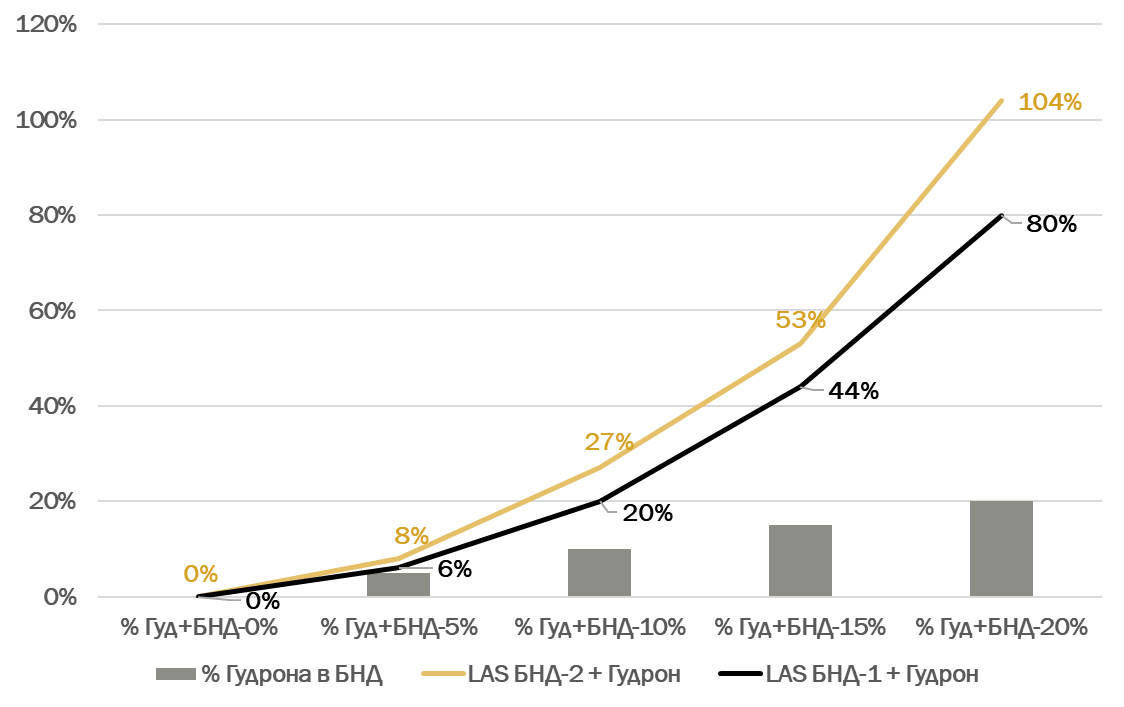 120%
100%
104%
80%
80%
60%
53%
40%
44%
27%
20%
20%
8%
6%
0%
0%
0%
% Гуд+БНД-0%
% Гуд+БНД-5%
% Гуд+БНД-10%
% Гуд+БНД-15%
% Гуд+БНД-20%
% Гудрона в БНД
LAS БНД-2 + Гудрон
LAS БНД-1 + Гудрон